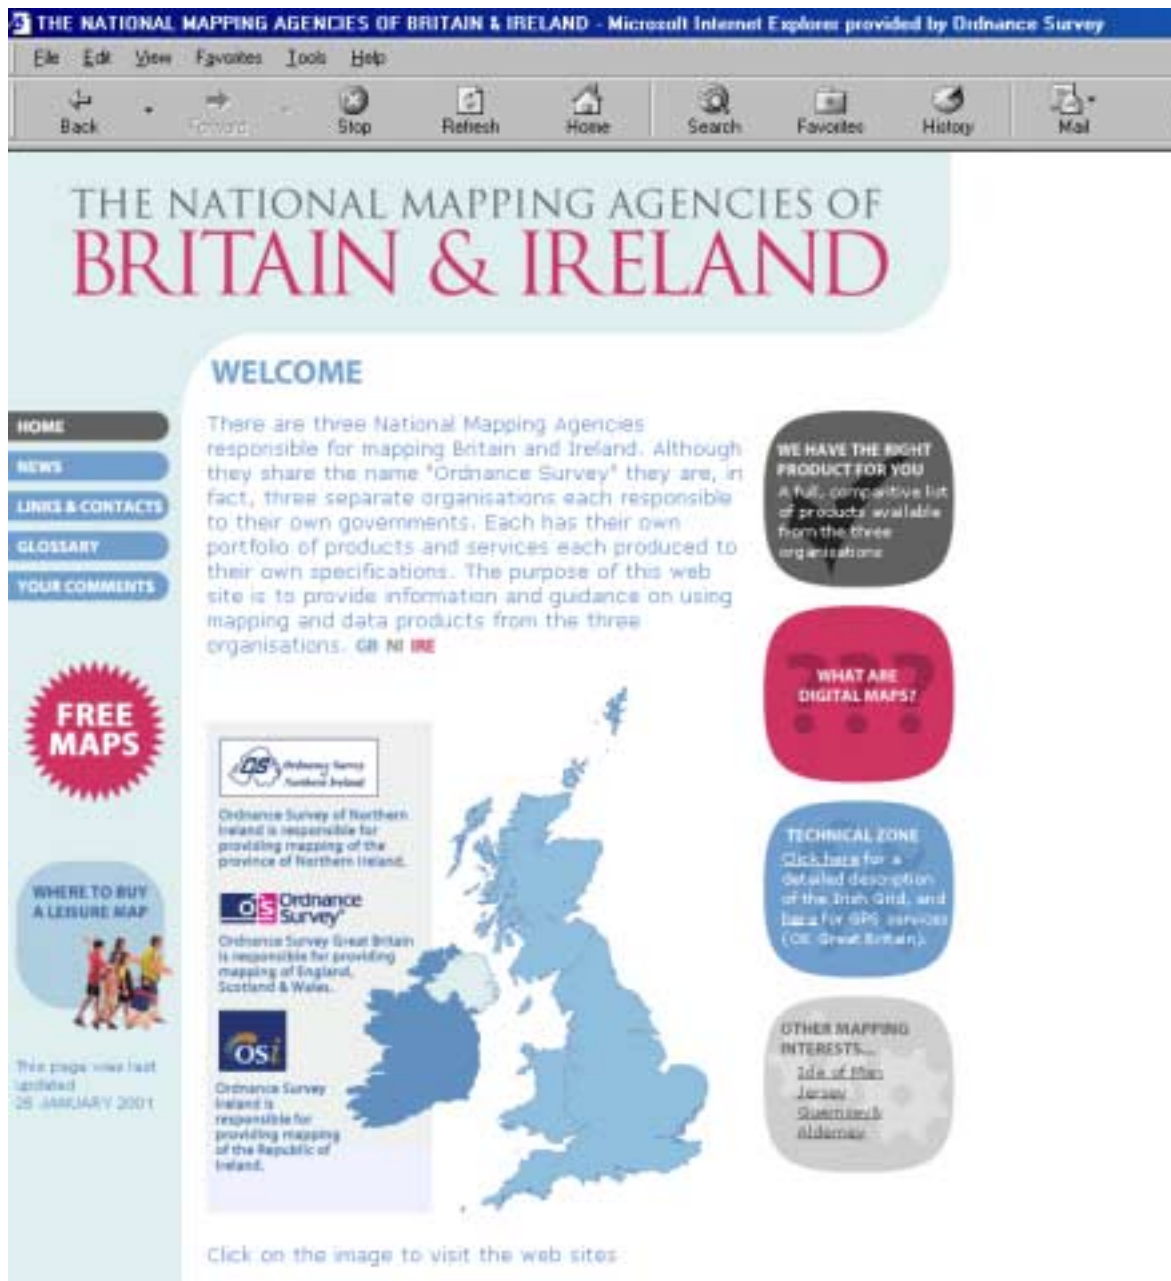 THE NATIONAL MAPPING AGENCIES OF BRITAIN & IRELAND - Microsoft Internet Explorer provided by Ordnance Survey
File Edit View Favorites Tools Help
Back Forward Stop Refresh Home Search Favorites History Mail
THE NATIONAL MAPPING AGENCIES OF
BRITAIN & IRELAND
WELCOME
HOME
NEWS
LINKS & CONTACTS
GLOSSARY
YOUR COMMENTS
FREE
MAPS
WHERE TO BUY
A LEISURE MAP
This page was last
updated
26 JANUARY 2001
There are three National Mapping Agencies
responsible for mapping Britain and Ireland. Although
they share the name "Ordnance Survey" they are, in
fact, three separate organisations each responsible
to their own governments. Each has their own
portfolio of products and services each produced to
their own specifications. The purpose of this web
site is to provide information and guidance on using
mapping and data products from the three
organisations. GB NI IRE
OS Ordnance Survey
Northern Ireland
Ordnance Survey of Northern
Ireland is responsible for
providing mapping of the
province of Northern Ireland.
Ordnance
Survey
Ordnance Survey Great Britain
is responsible for providing
mapping of England,
Scotland & Wales.
OSi
Ordnance Survey
Ireland is
responsible for
providing mapping
of the Republic of
Ireland.
Click on the image to visit the web sites
WE HAVE THE RIGHT
PRODUCT FOR YOU
A full, comparitive list
of products available
from the three
organisations
???
WHAT ARE
DIGITAL MAPS?
TECHNICAL ZONE
Click here for a
detailed description
of the Irish Grid, and
here for GPS services
(OS Great Britain).
OTHER MAPPING
INTERESTS...
Isle of Man
Jersey
Guernsey &
Alderney